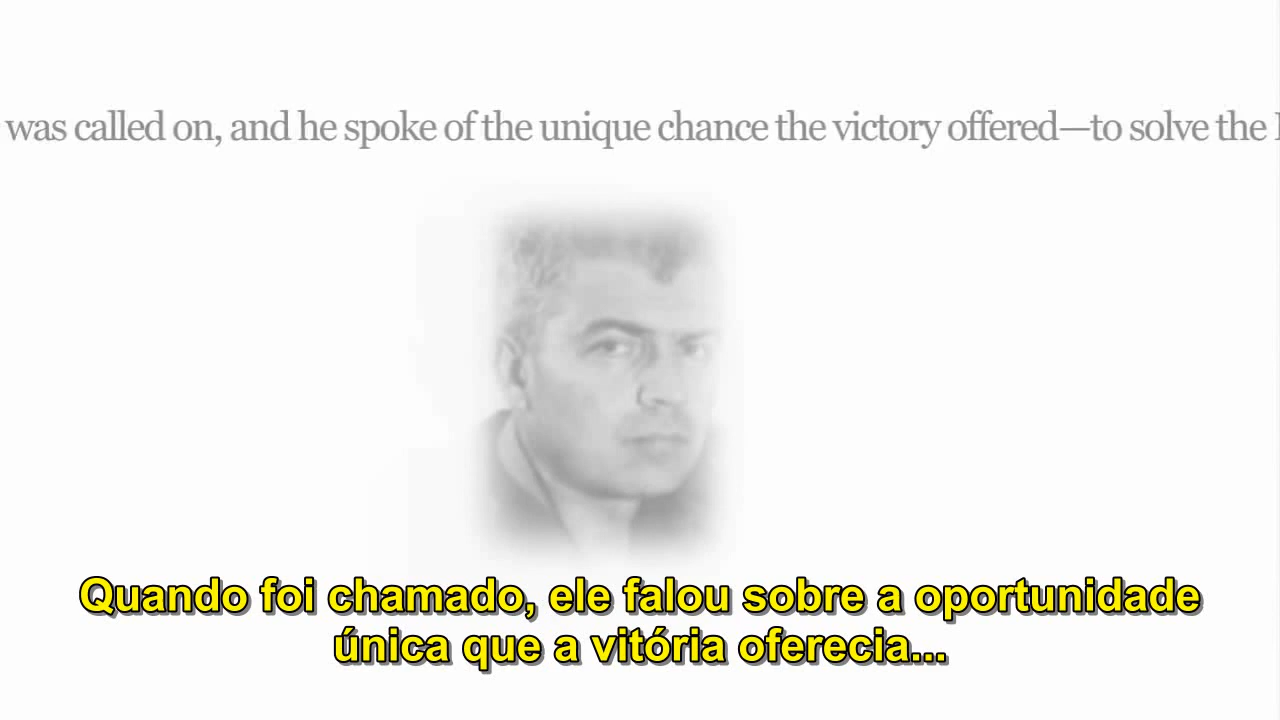 was called on, and he spoke of the unique chance the victory offered—to solve the
Quando foi chamado, ele falou sobre a oportunidade
única que a vitória oferecia...